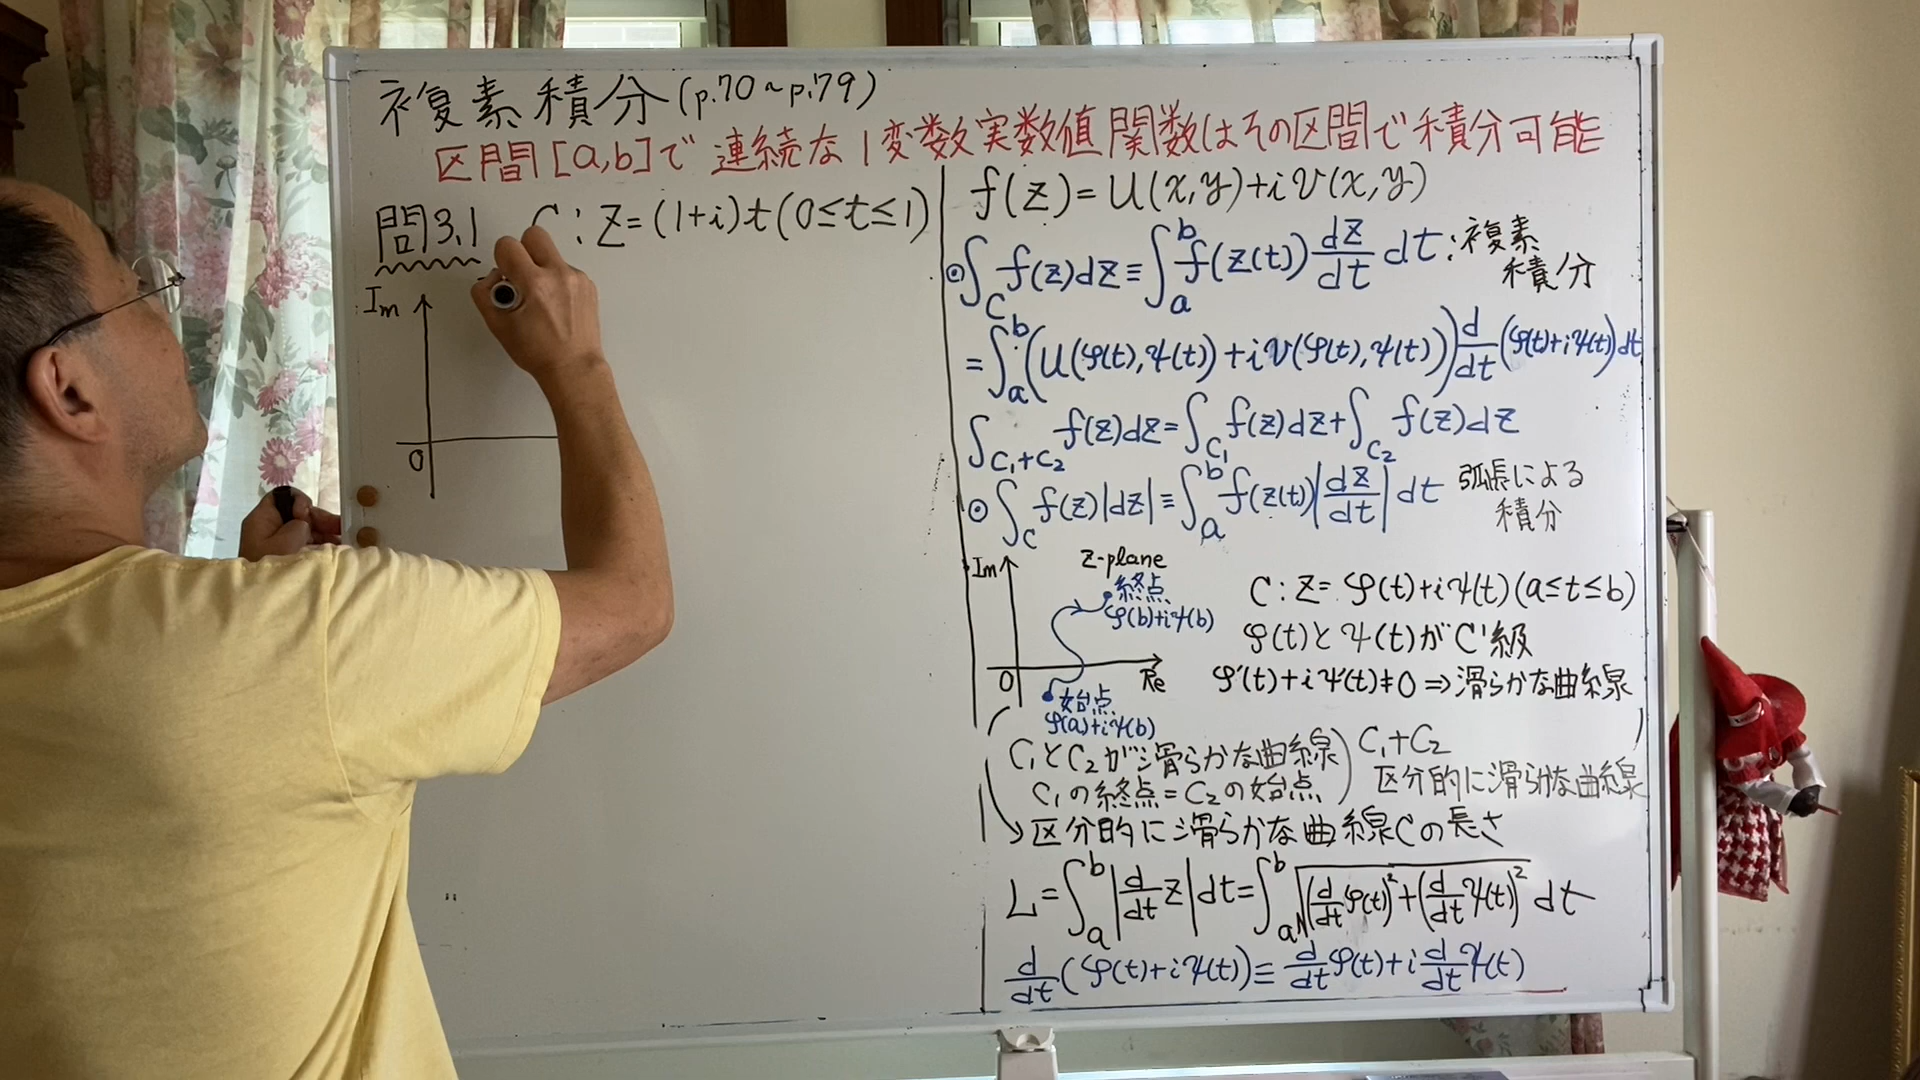 複素積分(p.70~p.79)
区間[a,b]で連続な1変数実数値関数はその区間で積分可能
問3.1 C:z=(1+i)t(0≤t≤1)
Im
0
f(z)=u(x,y)+iv(x,y)
⊙∫_C f(z)dz≡∫_a^b f(z(t))dz/dt dt:複素
積分
=∫_a^b(u(φ(t),ψ(t))+iv(φ(t),ψ(t)))d/dt(φ(t)+iψ(t))dt
∫_{C₁+C₂} f(z)dz=∫_{C₁} f(z)dz+∫_{C₂} f(z)dz
⊙∫_C f(z)|dz|≡∫_a^b f(z(t))|dz/dt|dt 弧長による
積分
Im z-plane
終点
φ(b)+iψ(b)
0 Re
始点
φ(a)+iψ(b)
C:z=φ(t)+iψ(t)(a≤t≤b)
φ(t)とψ(t)がC¹級
φ'(t)+iψ'(t)≠0⇒滑らかな曲線
C₁とC₂が滑らかな曲線
C₁の終点=C₂の始点
) C₁+C₂
区分的に滑らかな曲線
→区分的に滑らかな曲線Cの長さ
L=∫_a^b|d/dt z|dt=∫_a^b√((d/dt φ(t))²+(d/dt ψ(t))²) dt
d/dt(φ(t)+iψ(t))≡d/dt φ(t)+i d/dt ψ(t)